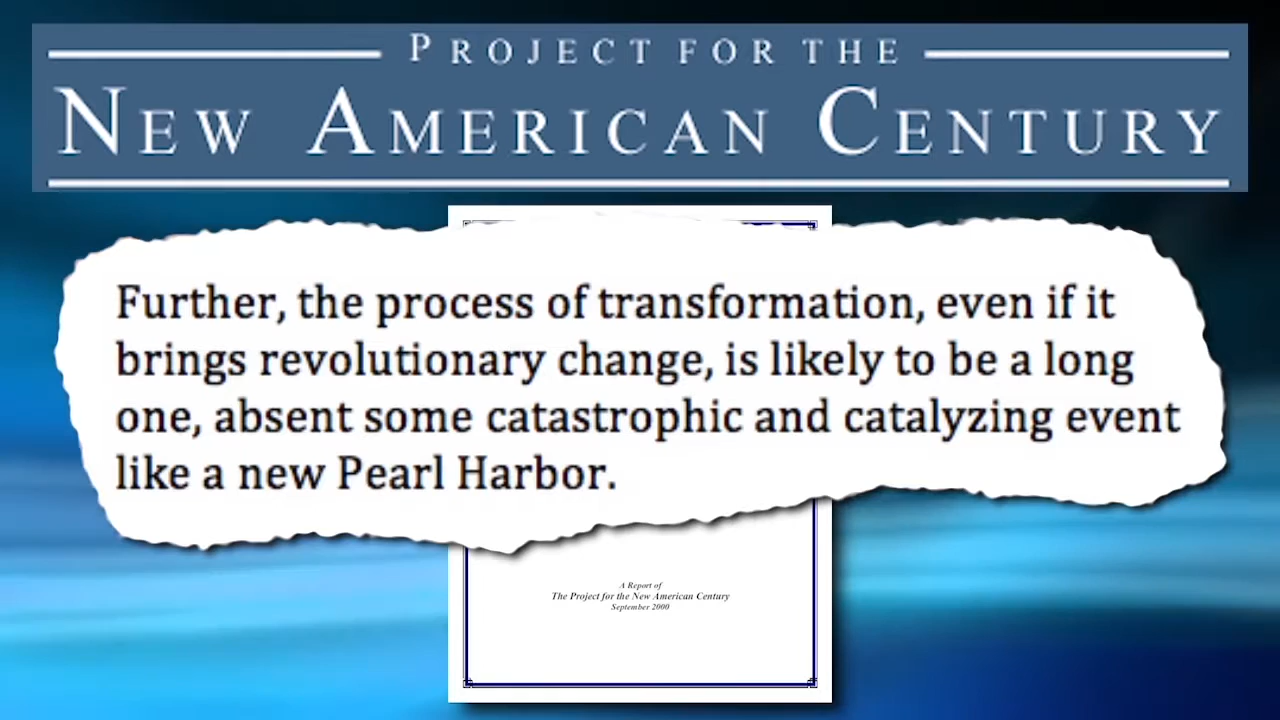 PROJECT FOR THE
NEW AMERICAN CENTURY
Further, the process of transformation, even if it
brings revolutionary change, is likely to be a long
one, absent some catastrophic and catalyzing event
like a new Pearl Harbor.
A Report of
The Project for the New American Century
September 2000